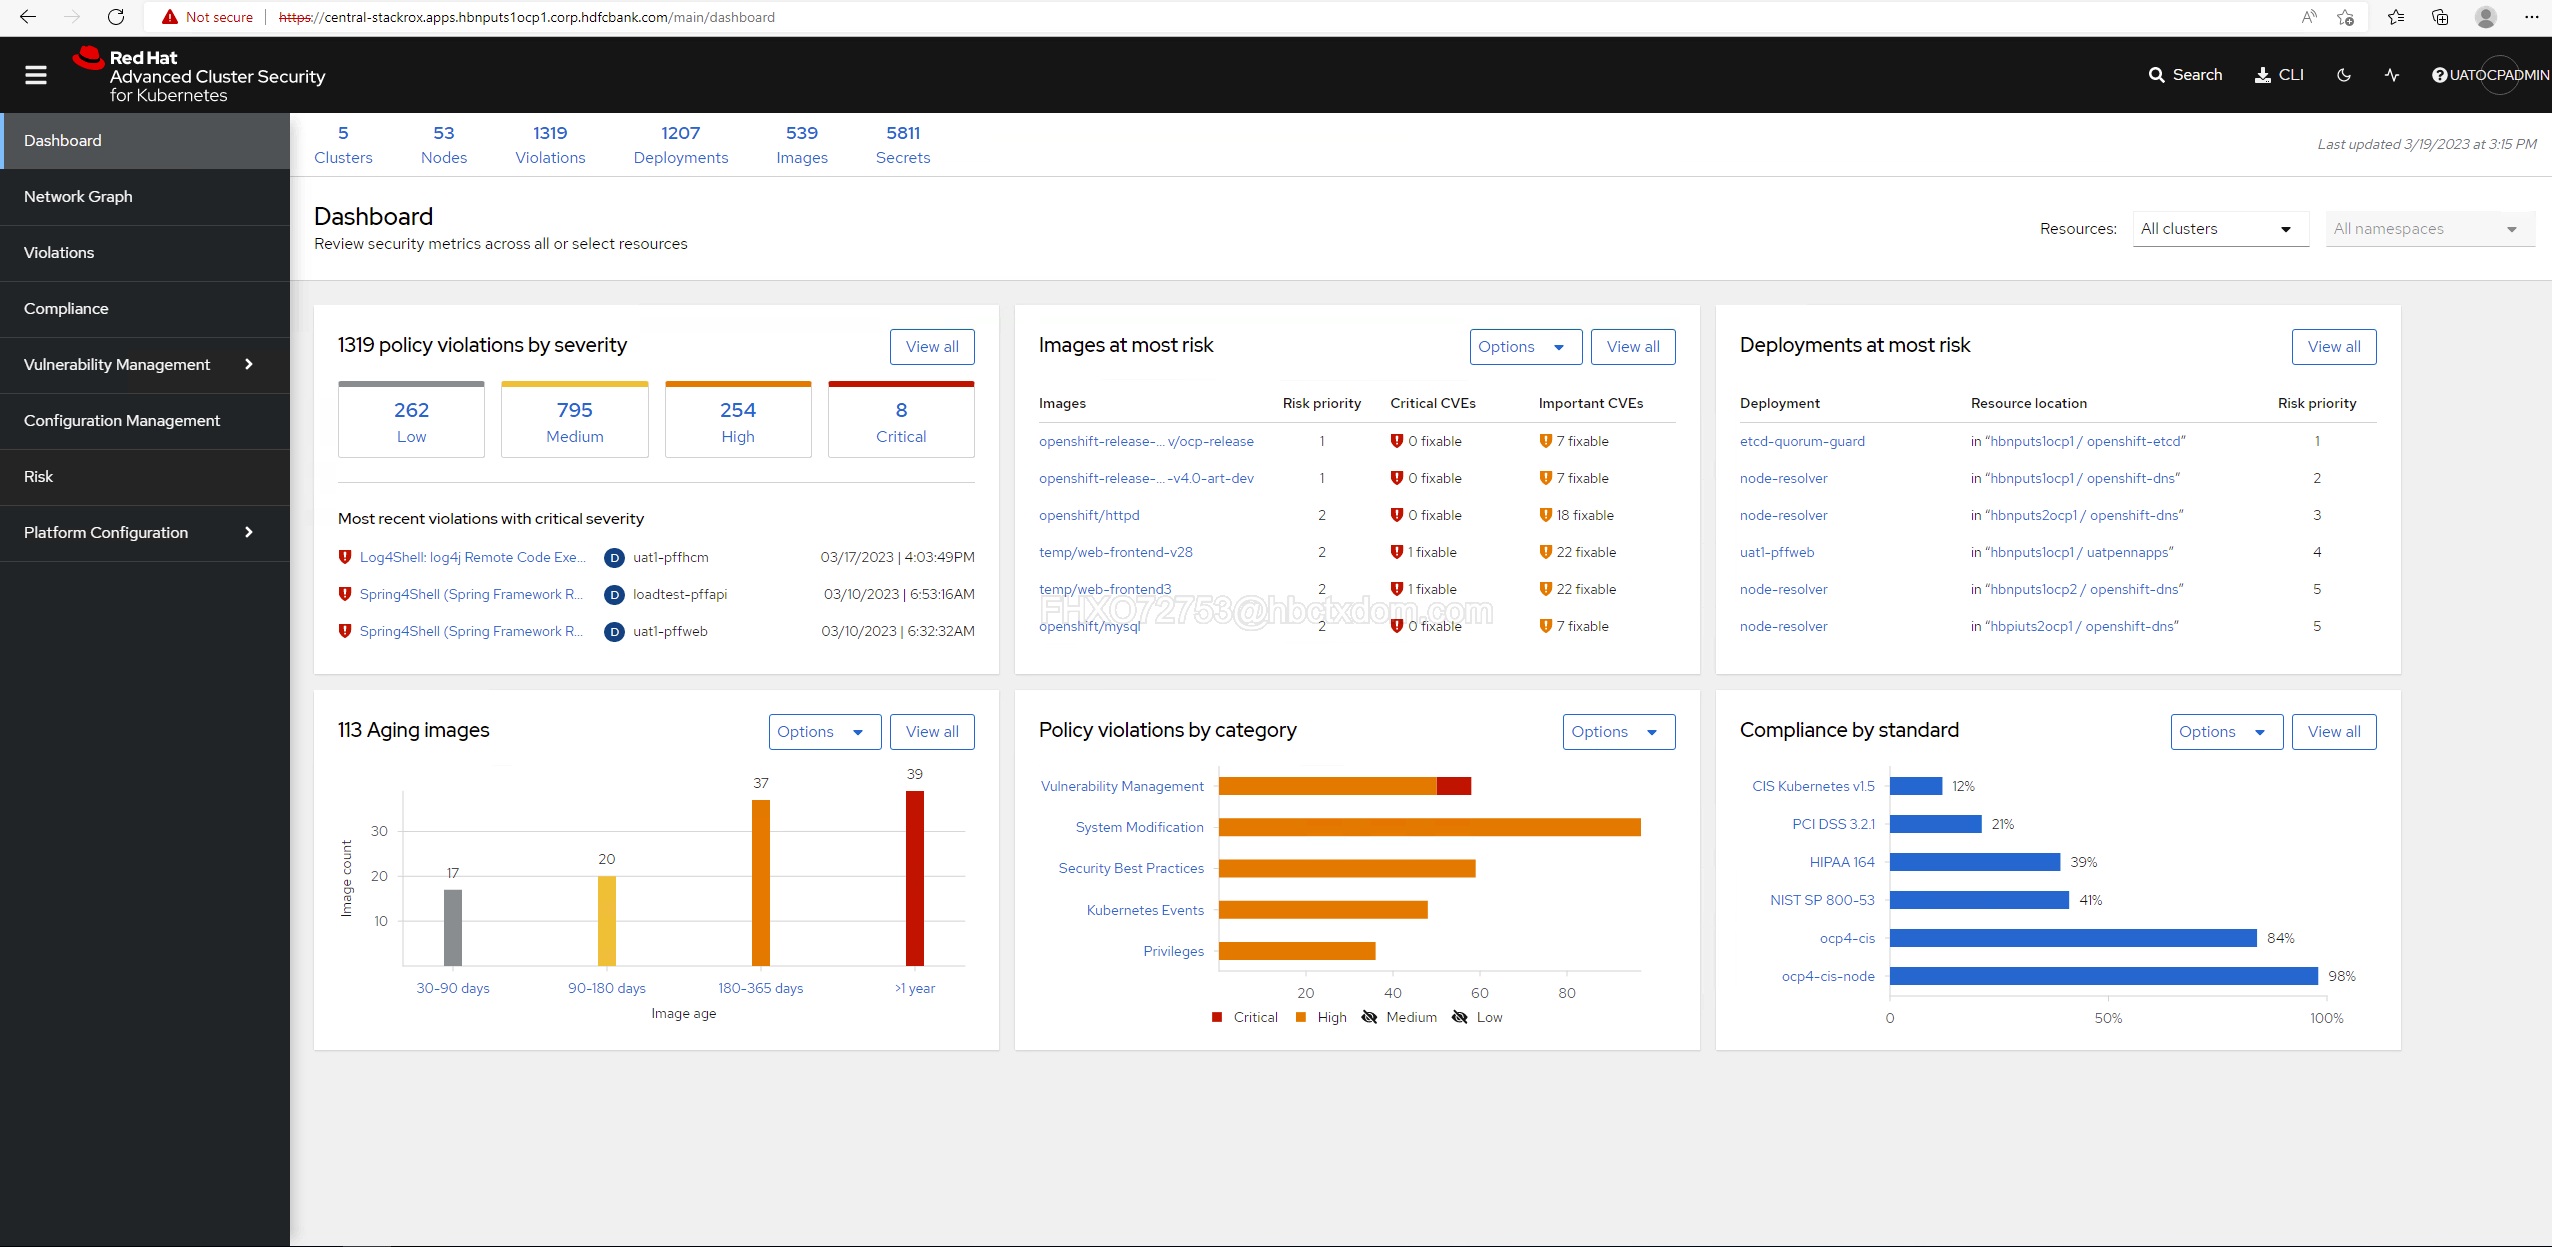 Not secure | https://central-stackrox.apps.hbnputs1ocp1.corp.hdfcbank.com/main/dashboard
Red Hat
Advanced Cluster Security
for Kubernetes
Search
CLI
UATOCPADMIN
Dashboard
Network Graph
Violations
Compliance
Vulnerability Management
Configuration Management
Risk
Platform Configuration
5 53 1319 1207 539 5811
Clusters Nodes Violations Deployments Images Secrets
Last updated 3/19/2023 at 3:15 PM
Dashboard
Review security metrics across all or select resources
Resources: All clusters All namespaces
1319 policy violations by severity View all
262 795 254 8
Low Medium High Critical
Most recent violations with critical severity
Log4Shell: log4j Remote Code Exe... D uat1-pffhcm 03/17/2023 | 4:03:49PM
Spring4Shell (Spring Framework R... D loadtest-pffapi 03/10/2023 | 6:53:16AM
Spring4Shell (Spring Framework R... D uat1-pffweb 03/10/2023 | 6:32:32AM
Images at most risk Options View all
Images Risk priority Critical CVEs Important CVEs
openshift-release-... v/ocp-release 1 0 fixable 7 fixable
openshift-release-... -v4.0-art-dev 1 0 fixable 7 fixable
openshift/httpd 2 0 fixable 18 fixable
temp/web-frontend-v28 2 1 fixable 22 fixable
temp/web-frontend3 2 1 fixable 22 fixable
FHXO72753@hbctxdom.com
openshift/mysql 2 0 fixable 7 fixable
Deployments at most risk View all
Deployment Resource location Risk priority
etcd-quorum-guard in “hbnputs1ocp1 / openshift-etcd” 1
node-resolver in “hbnputs1ocp1 / openshift-dns” 2
node-resolver in “hbnputs2ocp1 / openshift-dns” 3
uat1-pffweb in “hbnputs1ocp1 / uatpennapps” 4
node-resolver in “hbnputs1ocp2 / openshift-dns” 5
node-resolver in “hbpiuts2ocp1 / openshift-dns” 5
113 Aging images Options View all
Image count
30
20
10
17 20 37 39
30-90 days 90-180 days 180-365 days >1 year
Image age
Policy violations by category Options
Vulnerability Management
System Modification
Security Best Practices
Kubernetes Events
Privileges
20 40 60 80
Critical High Medium Low
Compliance by standard Options View all
CIS Kubernetes v1.5 12%
PCI DSS 3.2.1 21%
HIPAA 164 39%
NIST SP 800-53 41%
ocp4-cis 84%
ocp4-cis-node 98%
0 50% 100%